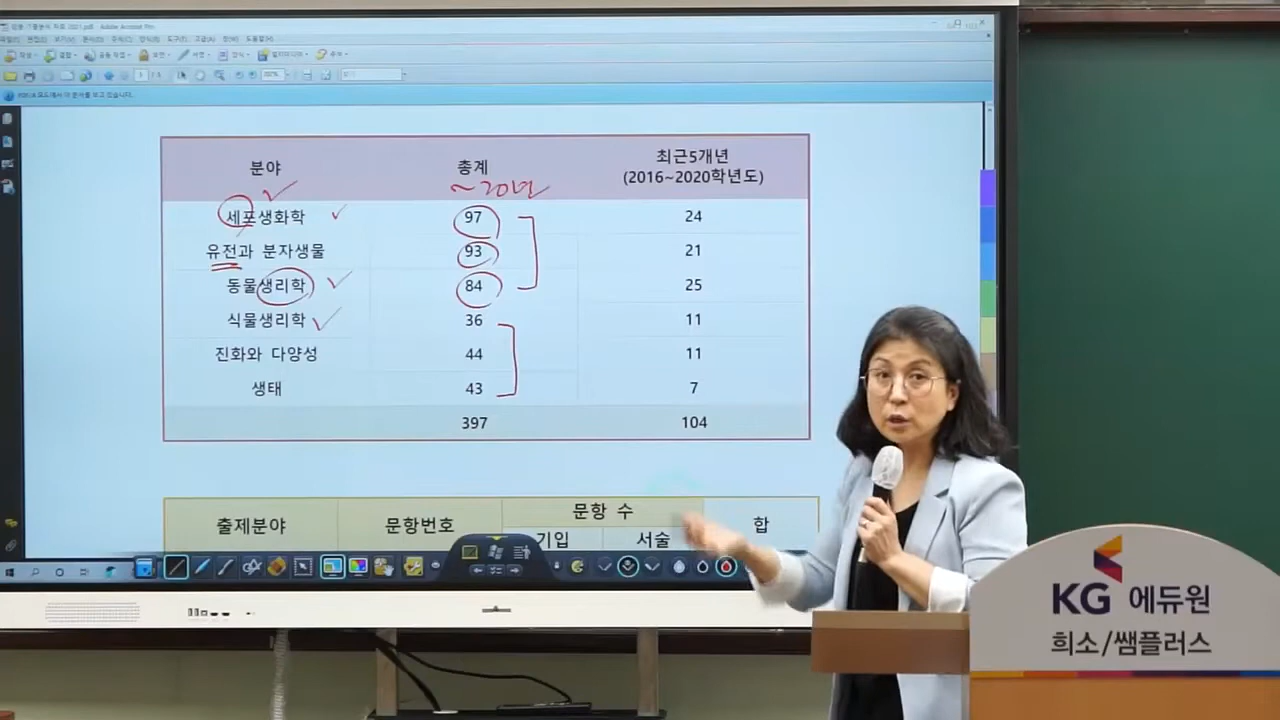 분야 총계 최근5개년
(2016~2020학년도)
~20년
세포생화학 97 24
유전과 분자생물 93 21
동물생리학 84 25
식물생리학 36 11
진화와 다양성 44 11
생태 43 7
397 104
출제분야 문항번호 문항 수 합
기입 서술
KG 에듀원
희소/쌤플러스